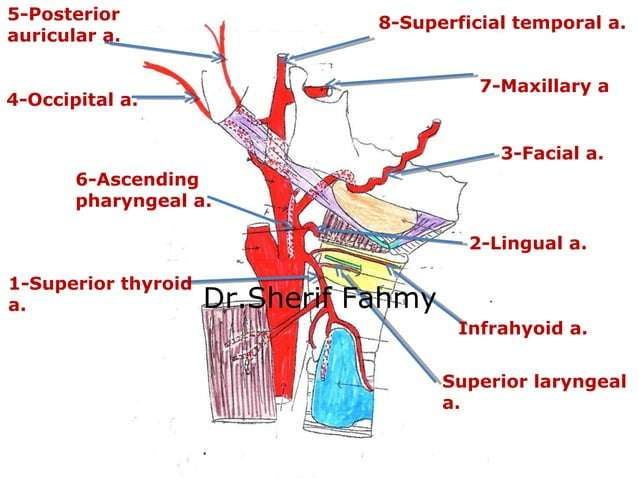 5-Posterior
auricular a.
8-Superficial temporal a.
7-Maxillary a
4-Occipital a.
3-Facial a.
6-Ascending
pharyngeal a.
2-Lingual a.
1-Superior thyroid
a.
Dr.Sherif Fahmy
Infrahyoid a.
Superior laryngeal
a.